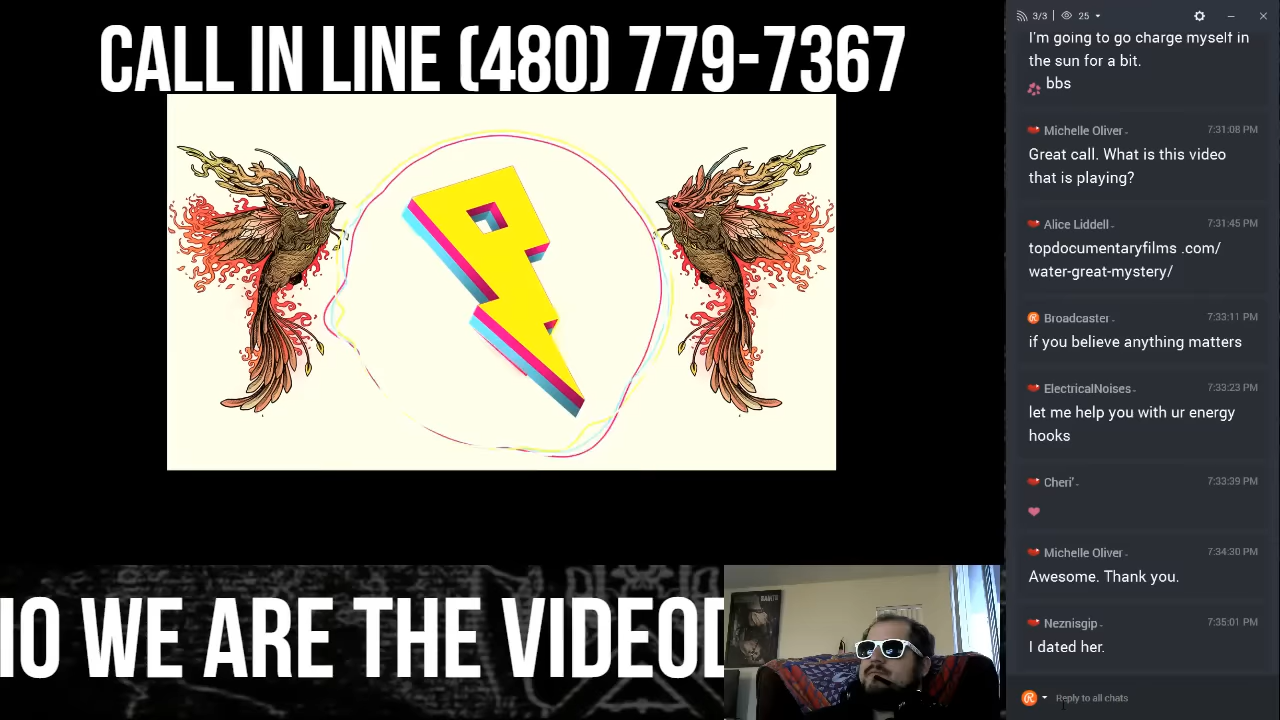 CALL IN LINE (480) 779-7367
IO WE ARE THE VIDEOD
SAINTS
3/3 25
I'm going to go charge myself in
the sun for a bit.
bbs
Michelle Oliver 7:31:08 PM
Great call. What is this video
that is playing?
Alice Liddell 7:31:45 PM
topdocumentaryfilms .com/
water-great-mystery/
Broadcaster 7:33:11 PM
if you believe anything matters
ElectricalNoises 7:33:23 PM
let me help you with ur energy
hooks
Cheri' 7:33:39 PM
Michelle Oliver 7:34:30 PM
Awesome. Thank you.
Neznisgip 7:35:01 PM
I dated her.
Reply to all chats